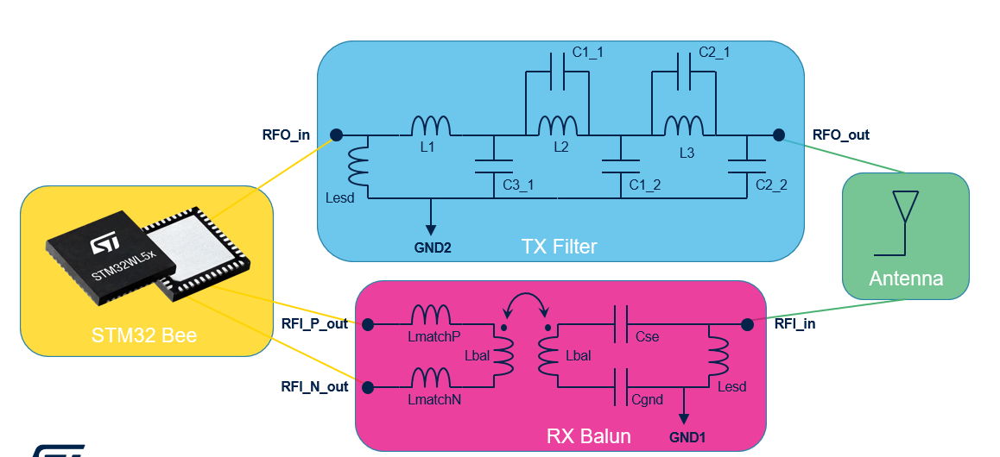 C1_1
C2_1
RFO_in
RFO_out
L1
L2
L3
Lesd
C3_1
C1_2
C2_2
GND2
TX Filter
ST
STM32WL5x
STM32 Bee
Antenna
RFI_P_out
LmatchP
Lbal
Lbal
Cse
RFI_in
RFI_N_out
LmatchN
Cgnd
Lesd
RX Balun
GND1